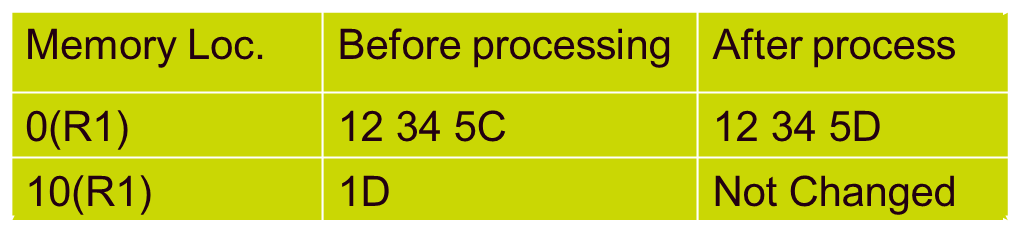 Memory Loc. Before processing After process
0(R1) 12 34 5C 12 34 5D
10(R1) 1D Not Changed